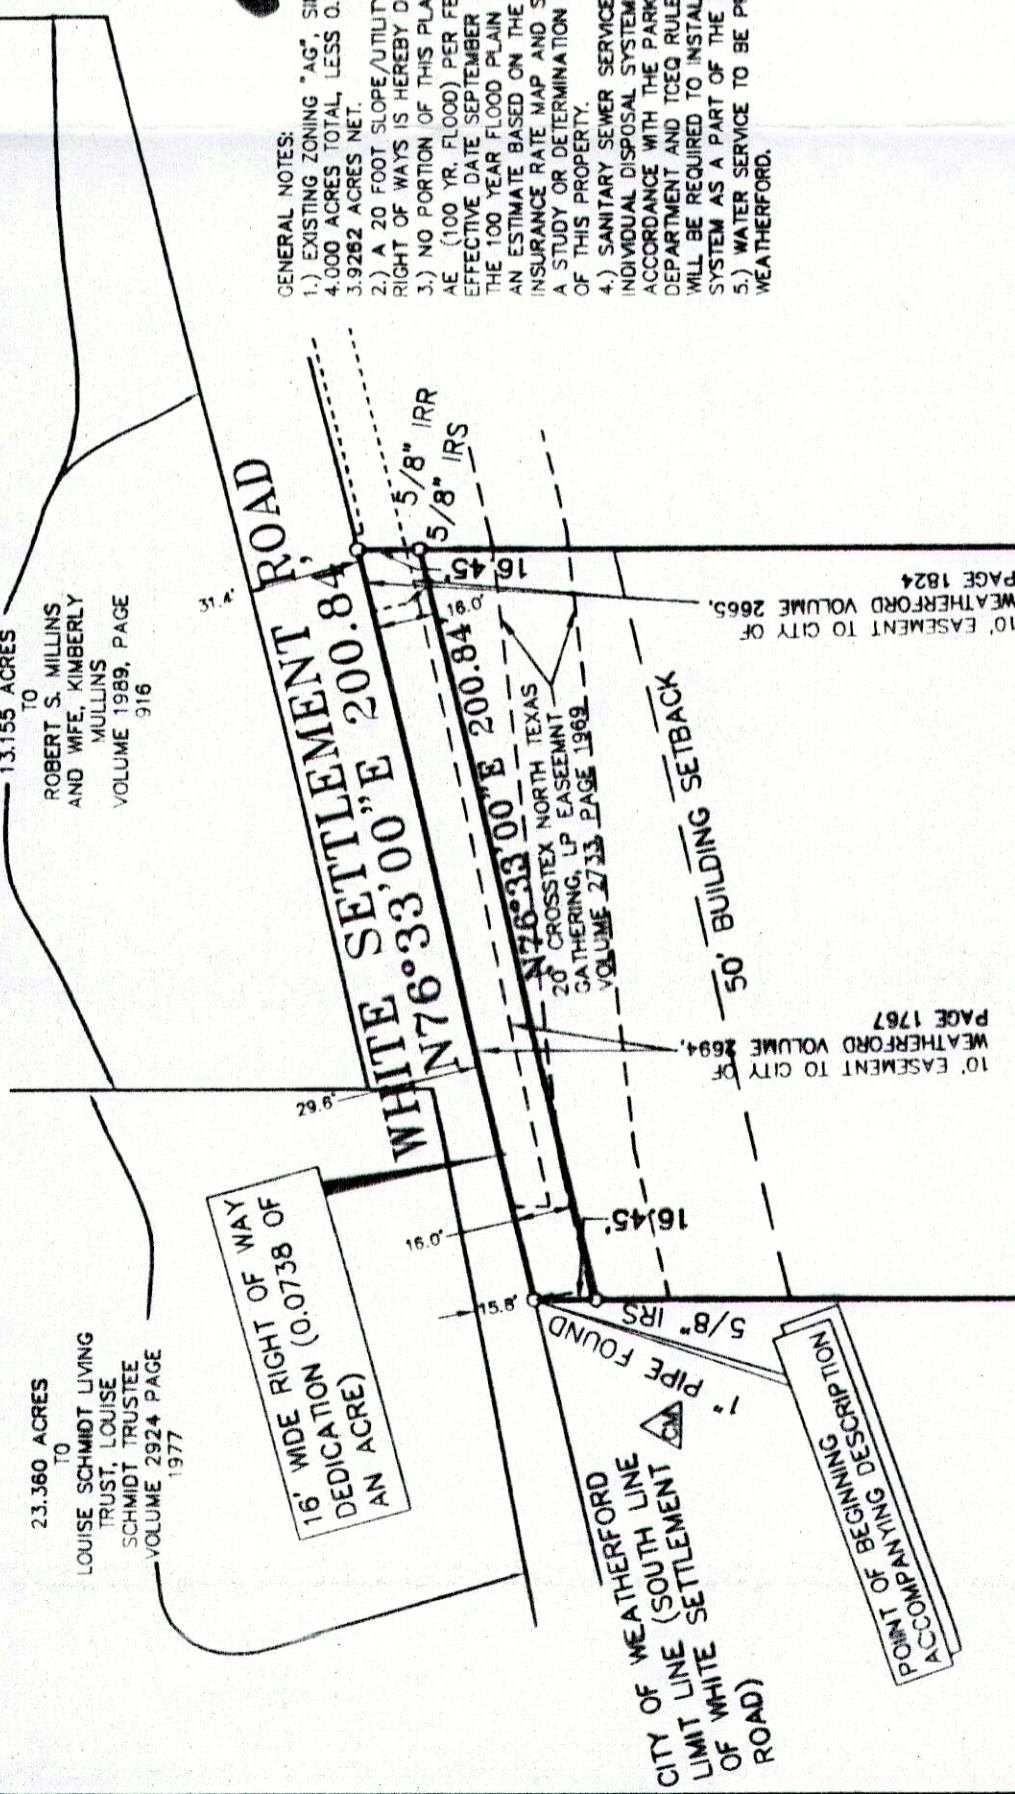 23.360 ACRES
TO
LOUISE SCHMIDT LIVING
TRUST, LOUISE
SCHMIDT TRUSTEE
VOLUME 2924 PAGE
1977
13.155 ACRES
TO
ROBERT S. MILLINS
AND WIFE, KIMBERLY
MULLINS
VOLUME 1989, PAGE
916
16' WIDE RIGHT OF WAY
DEDICATION (0.0738 OF
AN ACRE)
29.6'
31.4'
16.0'
15.8'
WHITE SETTLEMENT ROAD
N76°33'00"E 200.84'
16.45'
16.0'
5/8" IRR
5/8" IRS
N76°33'00"E 200.84'
20' CROSSTEX NORTH TEXAS
GATHERING, LP EASEEMNT
VOLUME 2733, PAGE 1969
50' BUILDING SETBACK
16.45'
5/8" IRS
1" PIPE FOUND
CM
CITY OF WEATHERFORD
LIMIT LINE (SOUTH LINE
OF WHITE SETTLEMENT
ROAD)
POINT OF BEGINNING
ACCOMPANYING DESCRIPTION
10' EASEMENT TO CITY OF
WEATHERFORD VOLUME 2694,
PAGE 1767
10' EASEMENT TO CITY OF
WEATHERFORD VOLUME 2665,
PAGE 1824
GENERAL NOTES:
1.) EXISTING ZONING "AG",
4.000 ACRES TOTAL, LESS
3.9262 ACRES NET.
2.) A 20 FOOT SLOPE/UTILITY
RIGHT OF WAYS IS HEREBY
3.) NO PORTION OF THIS
AE (100 YR. FLOOD) PER
EFFECTIVE DATE SEPTEMBER
THE 100 YEAR FLOOD PLAIN
AN ESTIMATE BASED ON THE
INSURANCE RATE MAP AND
A STUDY OR DETERMINATION
OF THIS PROPERTY.
4.) SANITARY SEWER SERVICE
INDIVIDUAL DISPOSAL SYSTEM
ACCORDANCE WITH THE PARK
DEPARTMENT AND TCEQ RULE
WILL BE REQUIRED TO INSTAL
SYSTEM AS A PART OF THE
5.) WATER SERVICE TO BE
WEATHERFORD.